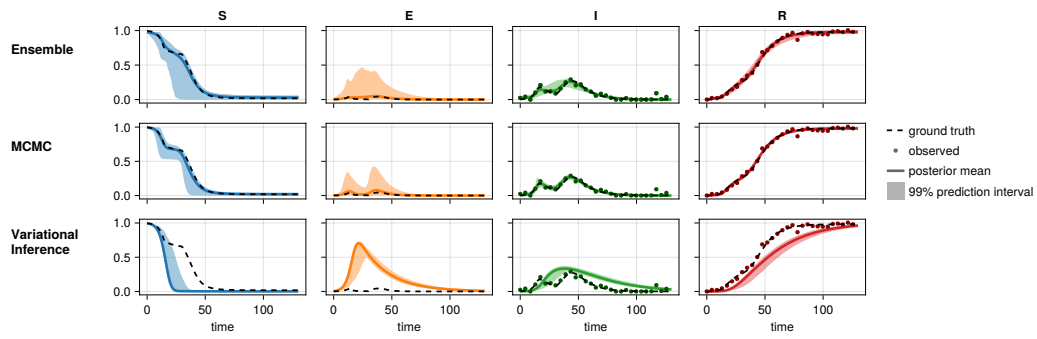 S E I R
Ensemble
1.0
0.5
0.0
0 50 100 0 50 100 0 50 100 0 50 100
MCMC
1.0
0.5
0.0
ground truth
observed
posterior mean
99% prediction interval
Variational
Inference
1.0
0.5
0.0
time time time time